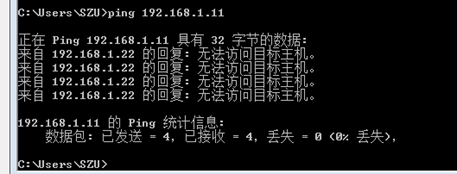 C:\Users\SZU>ping 192.168.1.11
正在 Ping 192.168.1.11 具有 32 字节的数据:
来自 192.168.1.22 的回复: 无法访问目标主机。
来自 192.168.1.22 的回复: 无法访问目标主机。
来自 192.168.1.22 的回复: 无法访问目标主机。
来自 192.168.1.22 的回复: 无法访问目标主机。
192.168.1.11 的 Ping 统计信息:
数据包: 已发送 = 4, 已接收 = 4, 丢失 = 0 (0% 丢失),
C:\Users\SZU>